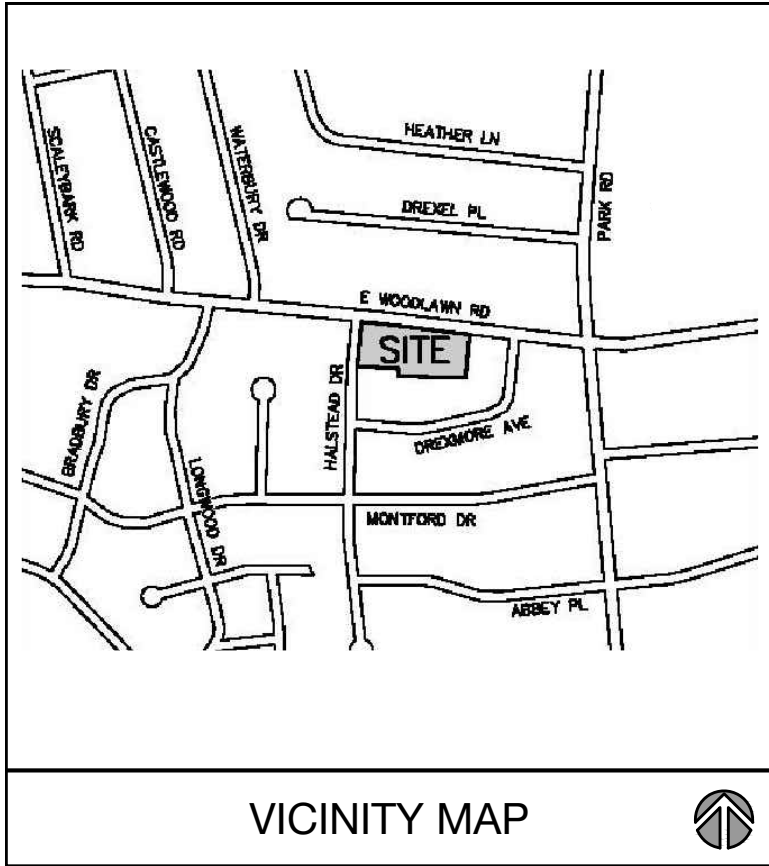 HEATHER LN
SCALEYBARK RD
CASTLEWOOD RD
WATERBURY DR
DREXEL PL
PARK RD
E WOODLAWN RD
SITE
BRADBURY DR
HALSTEAD DR
DREXMORE AVE
LONGWOOD DR
MONTFORD DR
ABBEY PL
VICINITY MAP